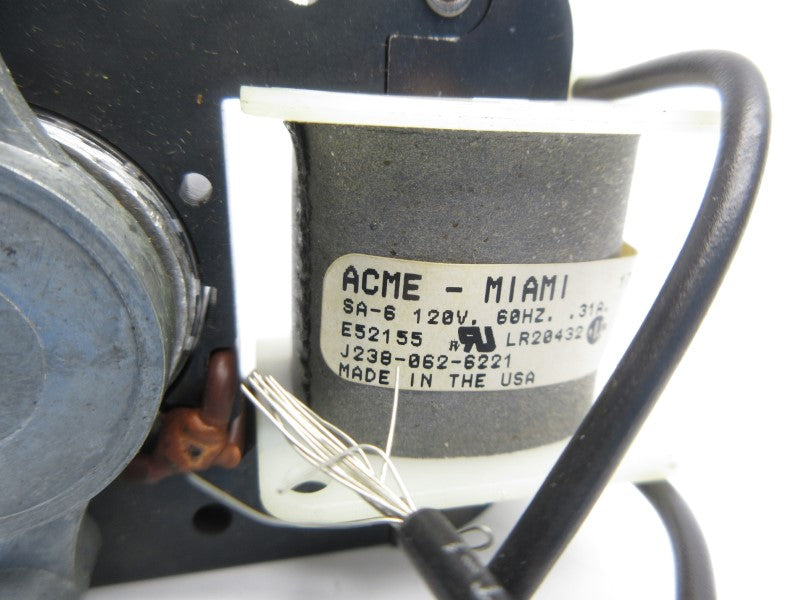 ACME - MIAMI
SA-6 120V. 60HZ. .31A.
E52155 LR20432
J238-062-6221
MADE IN THE USA